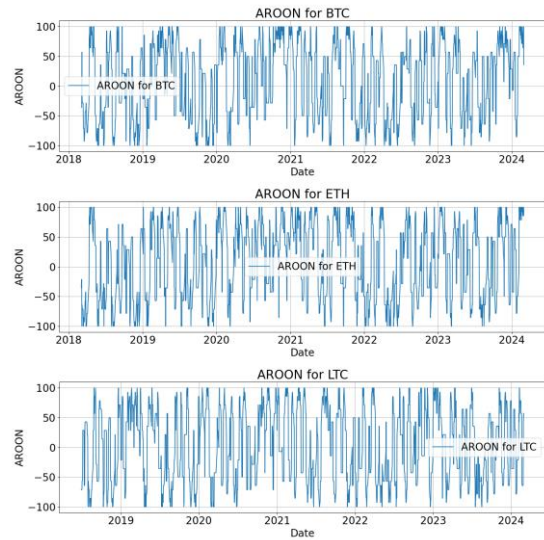 AROON for BTC
100
50
0
−50
−100
AROON
AROON for BTC
2018 2019 2020 2021 2022 2023 2024
Date
AROON for ETH
100
50
0
−50
−100
AROON
AROON for ETH
2018 2019 2020 2021 2022 2023 2024
Date
AROON for LTC
100
50
0
−50
−100
AROON
AROON for LTC
2019 2020 2021 2022 2023 2024
Date